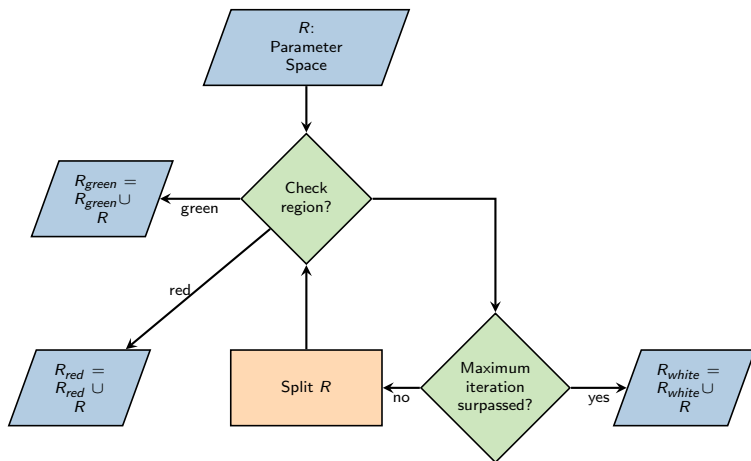 R:
Parameter
Space
Check
region?
R_green =
R_green ∪
R
green
red
R_red =
R_red ∪
R
Split R
no
Maximum
iteration
surpassed?
yes
R_white =
R_white ∪
R